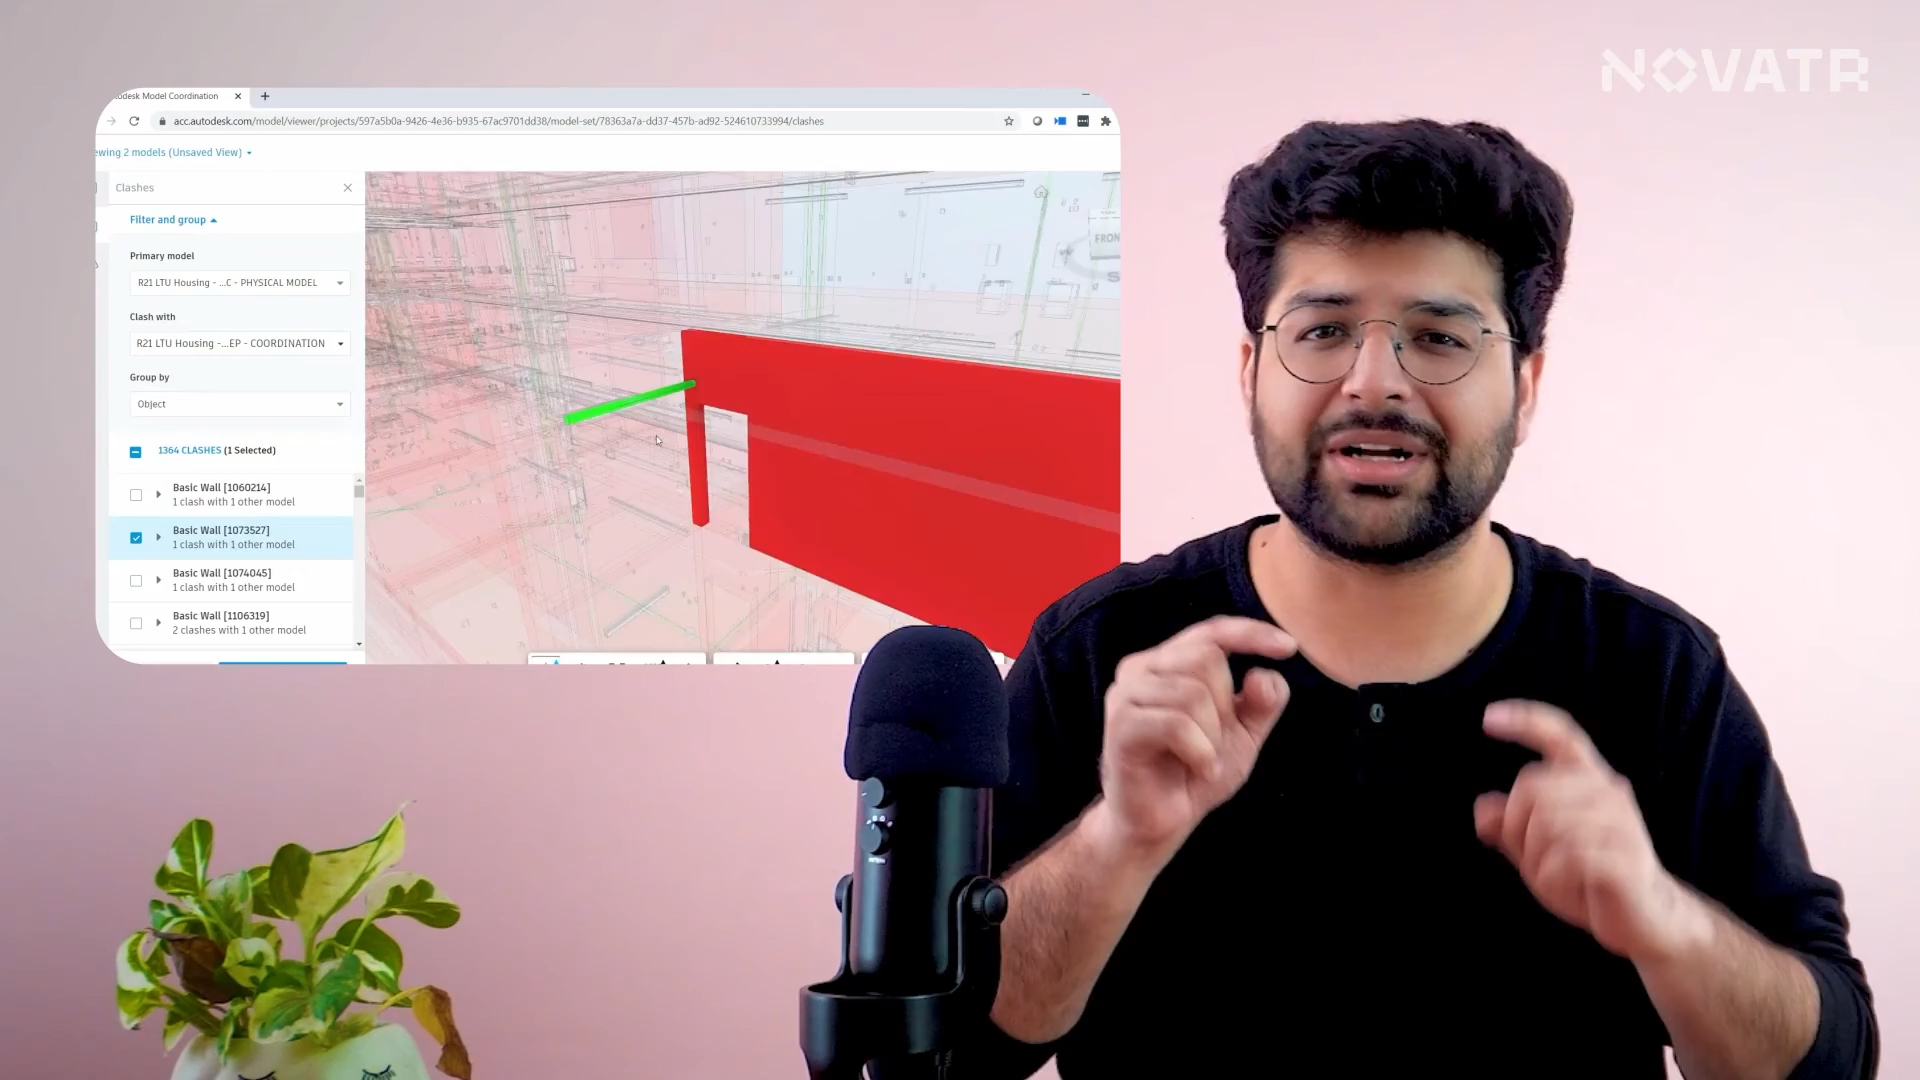 NOVATR
odesk Model Coordination
acc.autodesk.com/model/viewer/projects/597a5b0a-9426-4e36-b935-67ac9701dd38/model-set/78363a7a-dd37-457b-ad92-524610733994/clashes
ewing 2 models (Unsaved View)
Clashes
Filter and group
Primary model
R21 LTU Housing - ...C - PHYSICAL MODEL
Clash with
R21 LTU Housing -...EP - COORDINATION
Group by
Object
1364 CLASHES (1 Selected)
Basic Wall [1060214]
1 clash with 1 other model
Basic Wall [1073527]
1 clash with 1 other model
Basic Wall [1074045]
1 clash with 1 other model
Basic Wall [1106319]
2 clashes with 1 other model
FRON
S